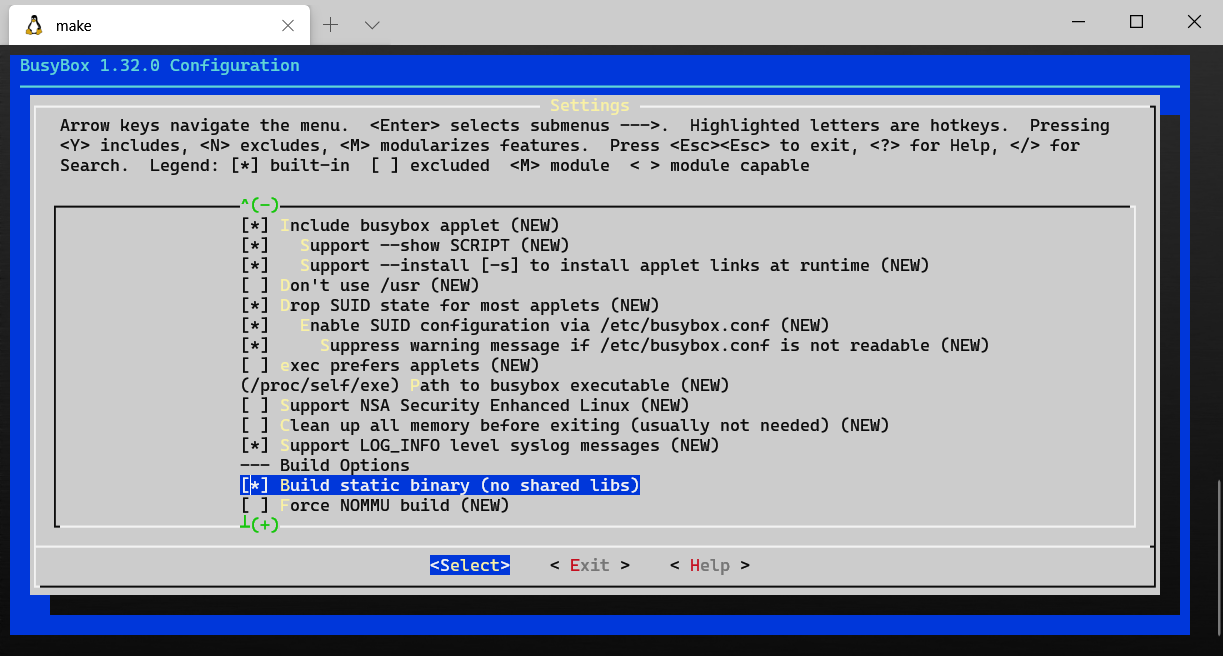 make
BusyBox 1.32.0 Configuration
Settings
Arrow keys navigate the menu.  <Enter> selects submenus --->.  Highlighted letters are hotkeys.  Pressing
<Y> includes, <N> excludes, <M> modularizes features.  Press <Esc><Esc> to exit, <?> for Help, </> for
Search.  Legend: [*] built-in  [ ] excluded  <M> module  < > module capable
^(-)
[*] Include busybox applet (NEW)
[*]   Support --show SCRIPT (NEW)
[*]   Support --install [-s] to install applet links at runtime (NEW)
[ ] Don't use /usr (NEW)
[*] Drop SUID state for most applets (NEW)
[*]   Enable SUID configuration via /etc/busybox.conf (NEW)
[*]     Suppress warning message if /etc/busybox.conf is not readable (NEW)
[ ] exec prefers applets (NEW)
(/proc/self/exe) Path to busybox executable (NEW)
[ ] Support NSA Security Enhanced Linux (NEW)
[ ] Clean up all memory before exiting (usually not needed) (NEW)
[*] Support LOG_INFO level syslog messages (NEW)
--- Build Options
[*] Build static binary (no shared libs)
[ ] Force NOMMU build (NEW)
┴(+)
<Select>    < Exit >    < Help >